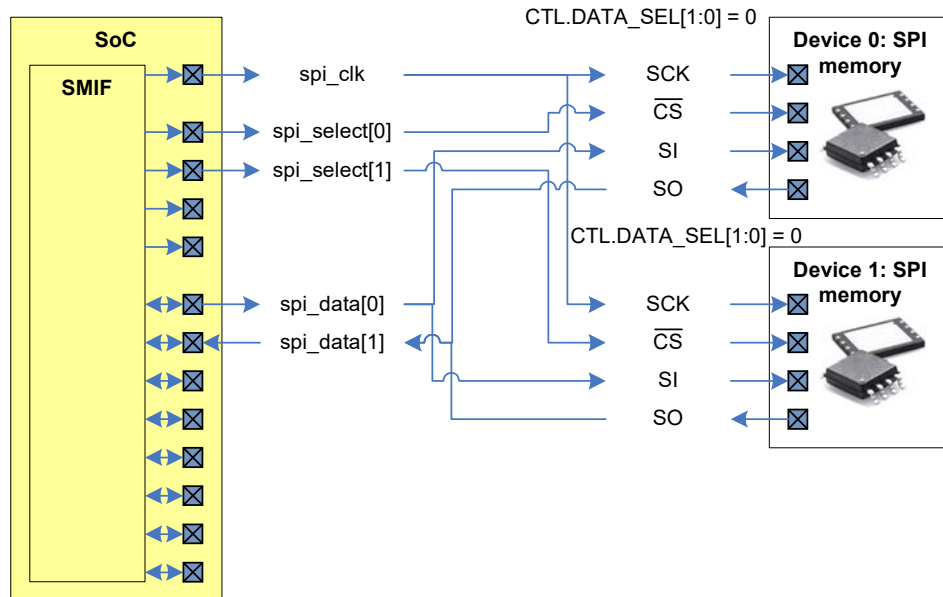 CTL.DATA_SEL[1:0] = 0
SoC
SMIF
spi_clk
spi_select[0]
spi_select[1]
spi_data[0]
spi_data[1]
SCK
CS
SI
SO
Device 0: SPI
memory
CTL.DATA_SEL[1:0] = 0
SCK
CS
SI
SO
Device 1: SPI
memory